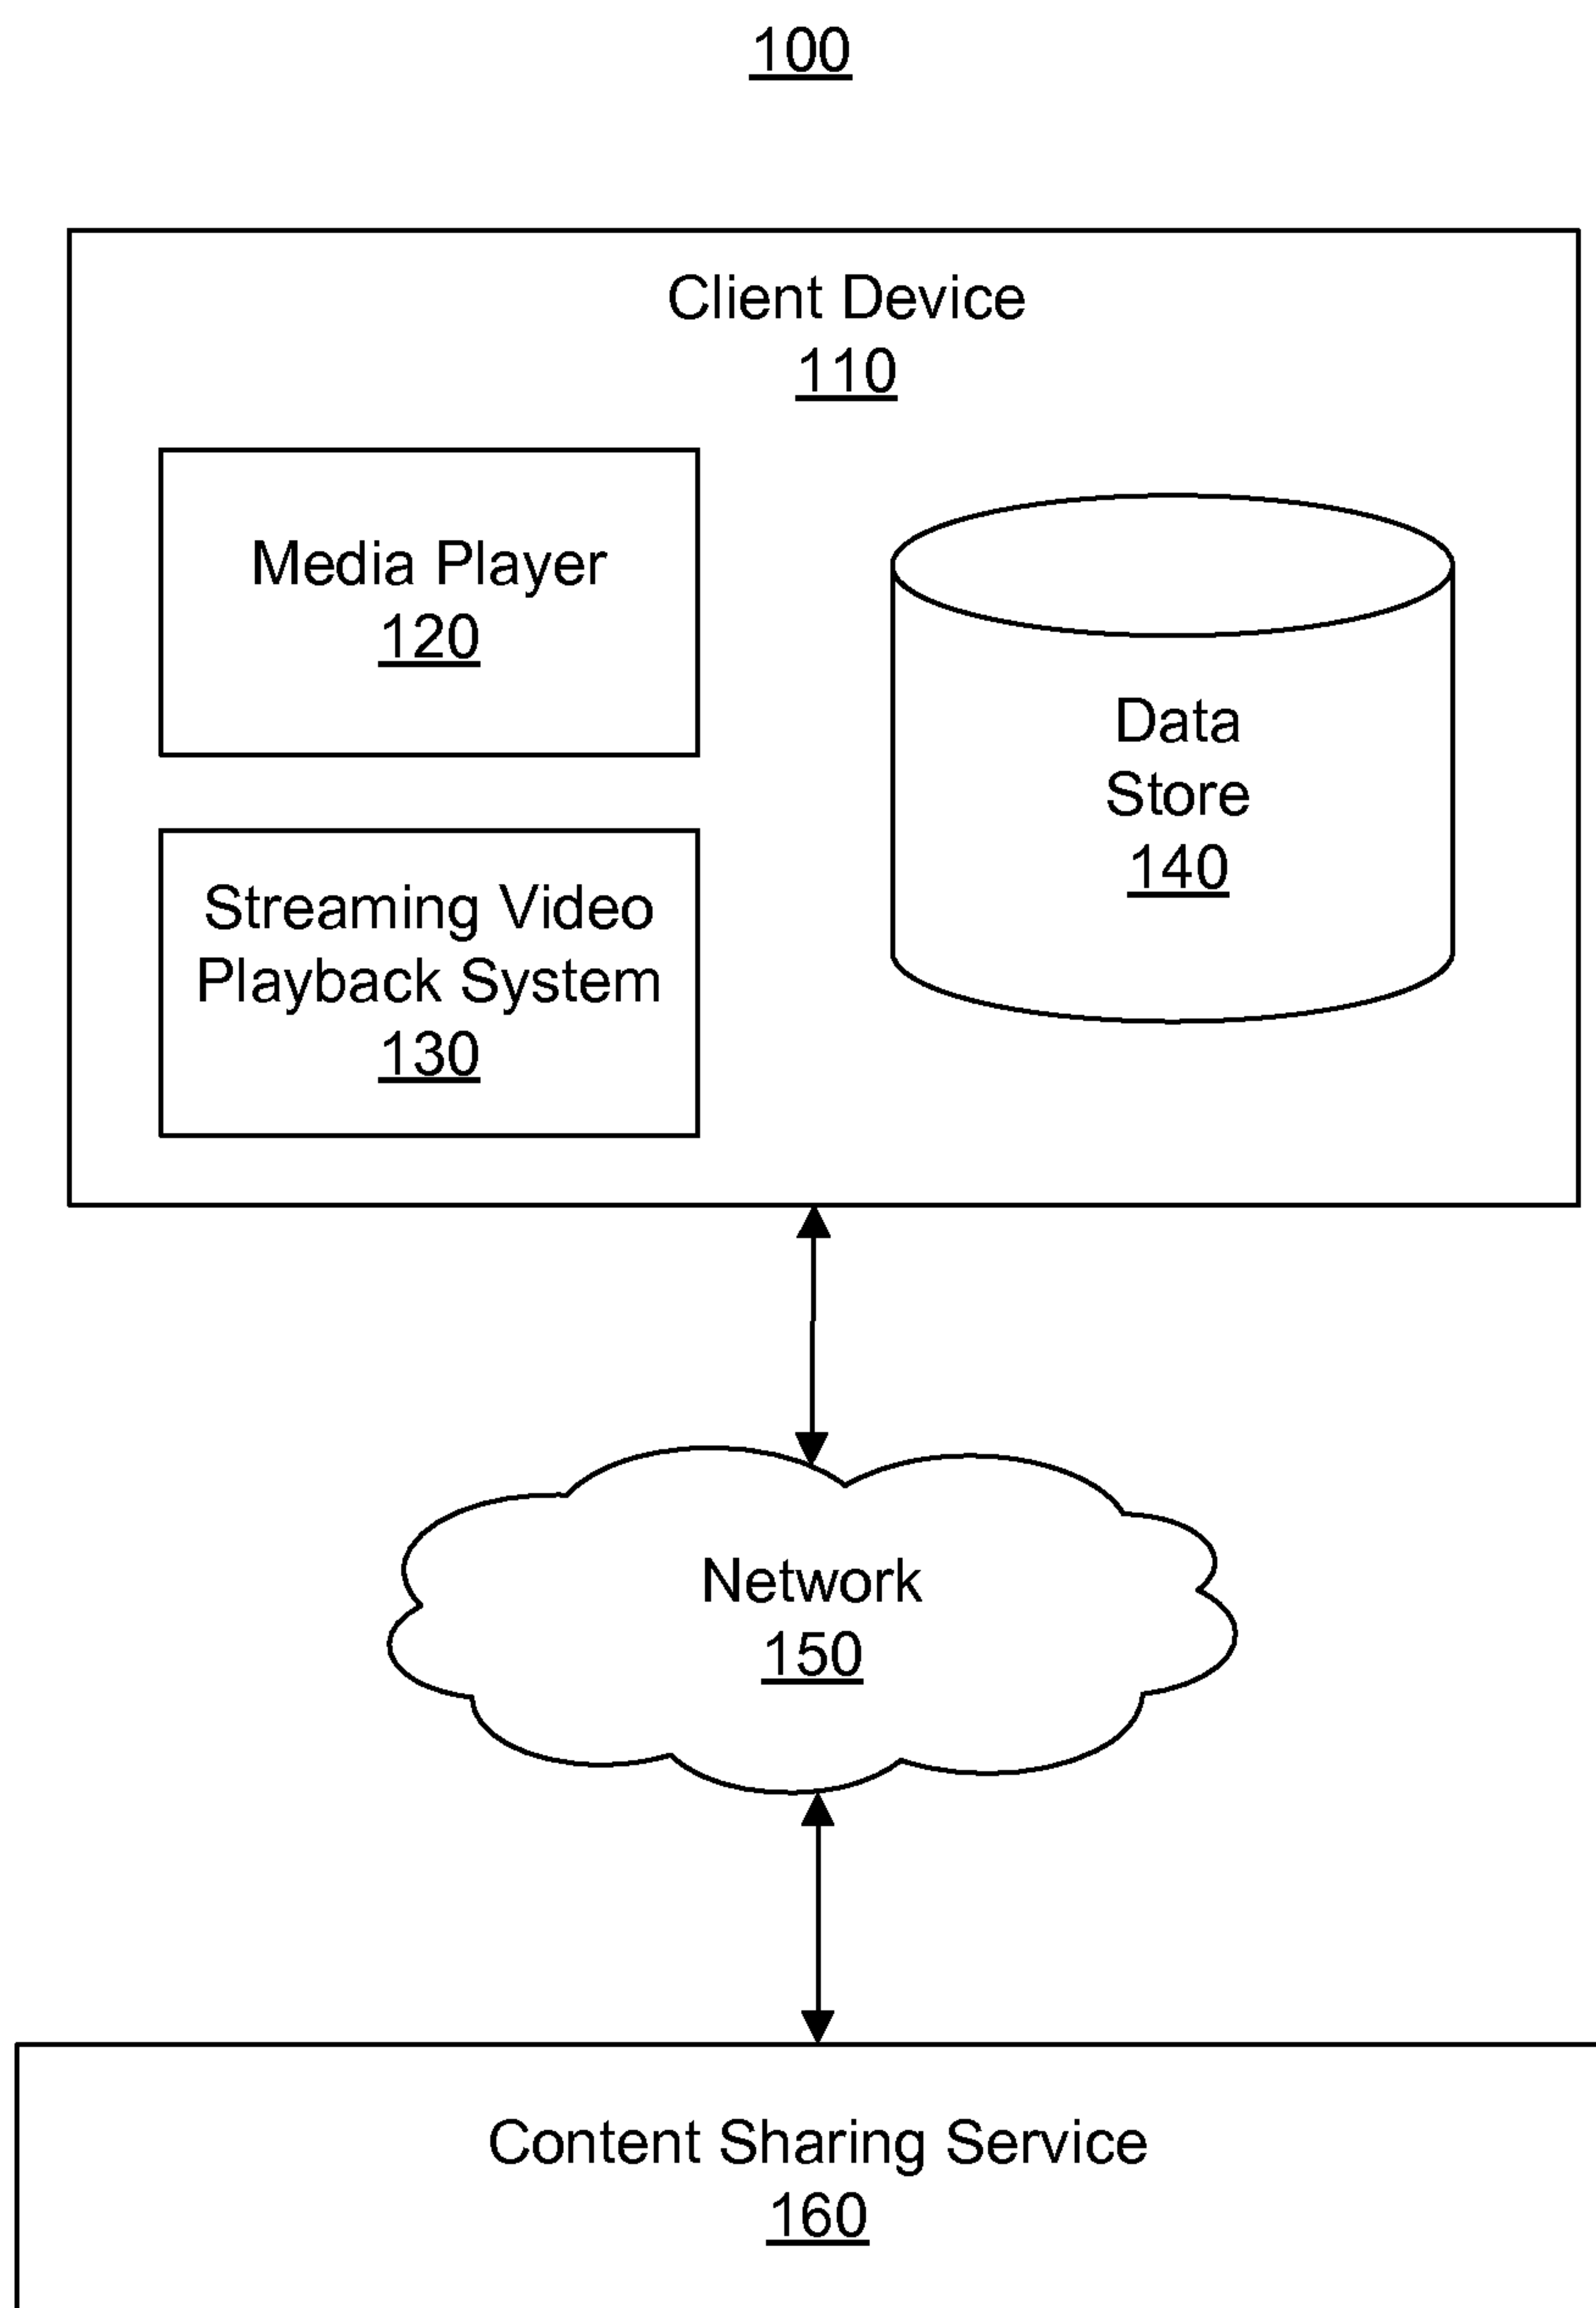 100
Client Device
110
Media Player
120
Streaming Video
Playback System
130
Data
Store
140
Network
150
Content Sharing Service
160